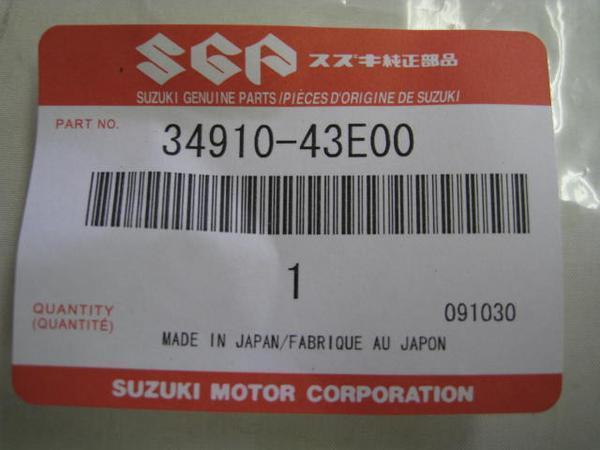 SGP スズキ純正部品
SUZUKI GENUINE PARTS/PIÈCES D'ORIGINE DE SUZUKI
PART NO. 34910-43E00
1
QUANTITY
(QUANTITÉ)
091030
MADE IN JAPAN/FABRIQUE AU JAPON
SUZUKI MOTOR CORPORATION